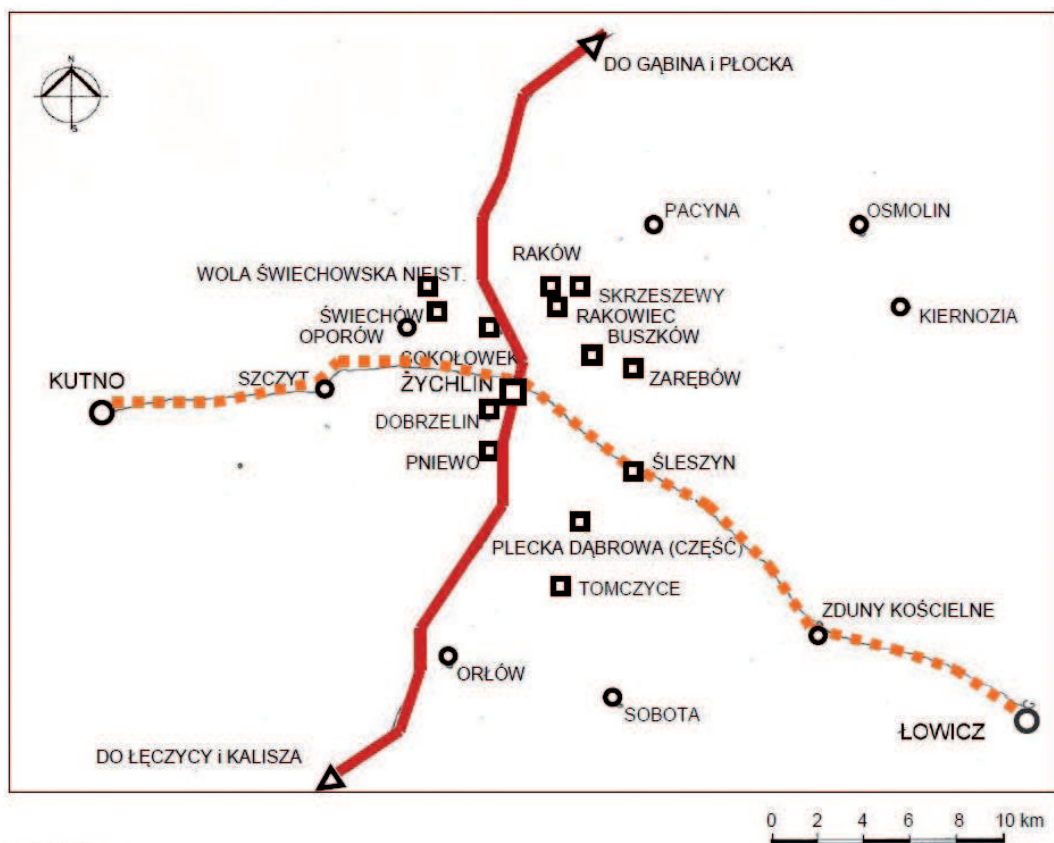 DO GĄBINA i PŁOCKA
N
S
PACYNA
OSMOLIN
RAKÓW
WOLA ŚWIECHOWSKA NIEIST.
SKRZESZEWY
ŚWIECHÓW
RAKOWIEC
KIERNOZIA
OPORÓW
BUSZKÓW
SOKOŁOWEK
KUTNO
SZCZYT
ŻYCHLIN
ZARĘBÓW
DOBRZELIN
PNIEWO
ŚLESZYN
PLECKA DĄBROWA (CZĘŚĆ)
TOMCZYCE
ZDUNY KOŚCIELNE
ORŁÓW
SOBOTA
ŁOWICZ
DO ŁĘCZYCY i KALISZA
0 2 4 6 8 10 km